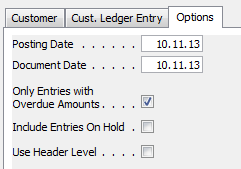 Customer Cust. Ledger Entry Options
Posting Date . . . . . . 10.11.13
Document Date . . . . . 10.11.13
Only Entries with
Overdue Amounts. . . .
Include Entries On Hold .
Use Header Level . . . .